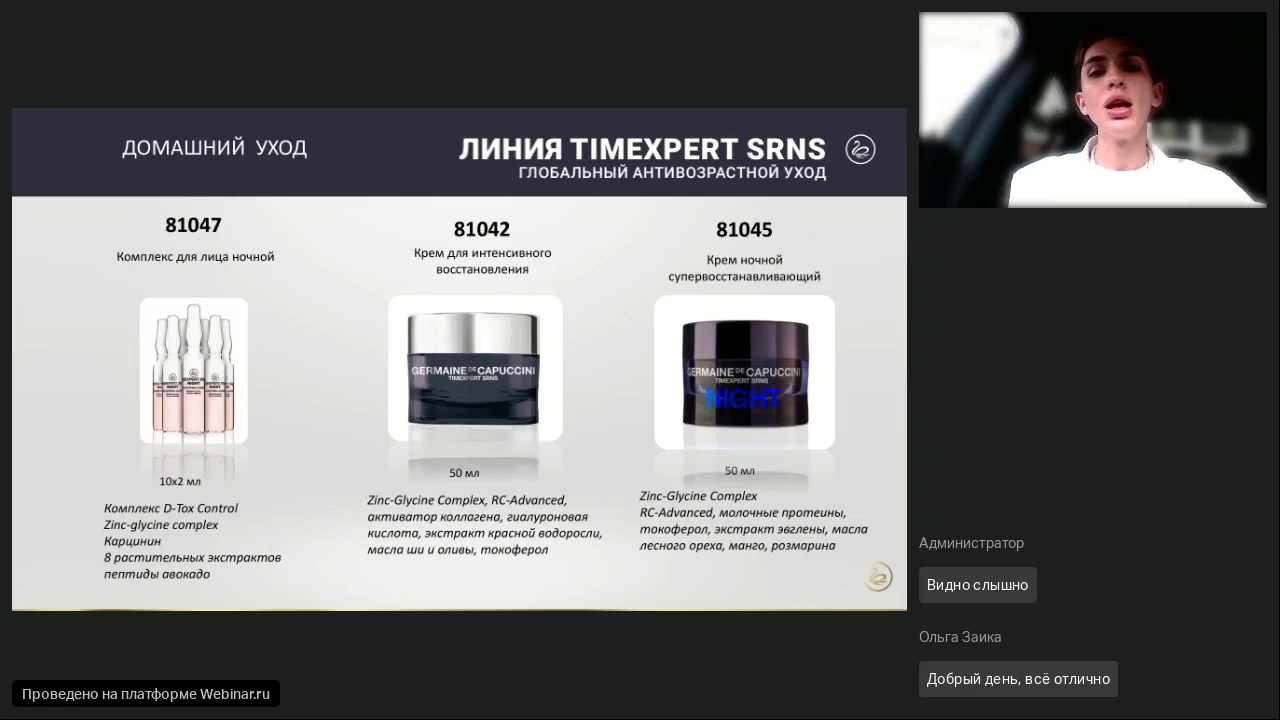 ДОМАШНИЙ УХОД
ЛИНИЯ TIMEXPERT SRNS
ГЛОБАЛЬНЫЙ АНТИВОЗРАСТНОЙ УХОД
81047
Комплекс для лица ночной
10x2 мл
Комплекс D-Tox Control
Zinc-glycine complex
Карцинин
8 растительных экстрактов
пептиды авокадо
81042
Крем для интенсивного
восстановления
GERMAINE DE CAPUCCINI
TIMEXPERT SRNS
50 мл
Zinc-Glycine Complex, RC-Advanced,
активатор коллагена, гиалуроновая
кислота, экстракт красной водоросли,
масла ши и оливы, токоферол
81045
Крем ночной
супервосстанавливающий
GERMAINE DE CAPUCCINI
TIMEXPERT SRNS
NIGHT
50 мл
Zinc-Glycine Complex
RC-Advanced, молочные протеины,
токоферол, экстракт эвглены, масла
лесного ореха, манго, розмарина
Администратор
Видно слышно
Ольга Заика
Добрый день, всё отлично
Проведено на платформе Webinar.ru